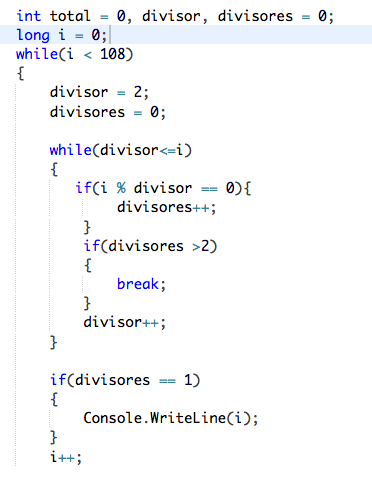 int total = 0, divisor, divisores = 0;
long i = 0;
while(i < 108)
{
    divisor = 2;
    divisores = 0;

    while(divisor<=i)
    {
       if(i % divisor == 0){
            divisores++;
        }
        if(divisores >2)
        {
            break;
        }
        divisor++;
    }

    if(divisores == 1)
    {
        Console.WriteLine(i);
    }
    i++;